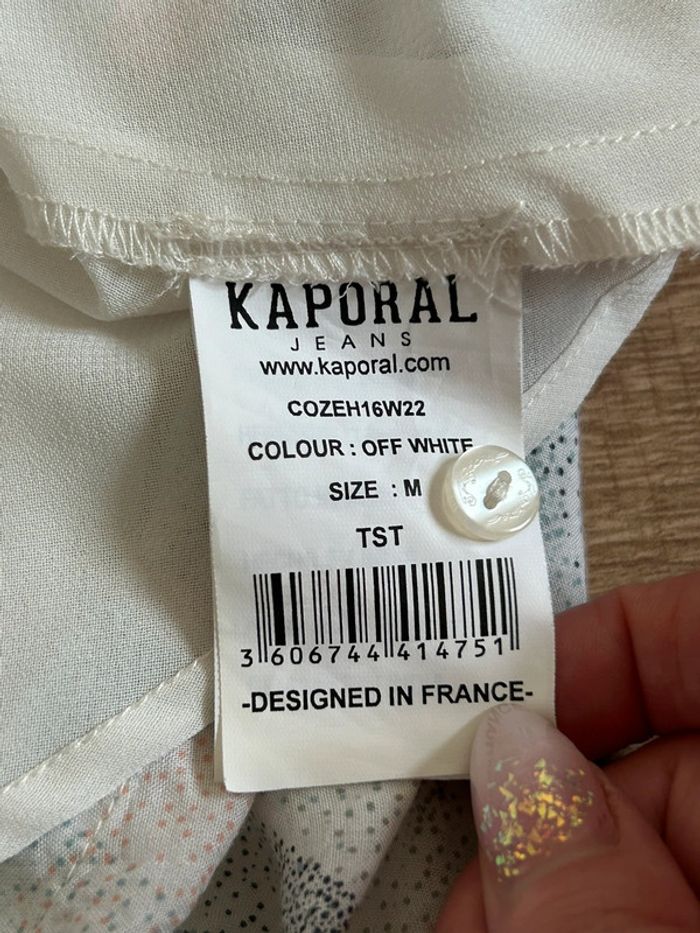 KAPORAL
JEANS
www.kaporal.com
COZEH16W22
COLOUR : OFF WHITE
SIZE : M
TST
3 606744 414751
-DESIGNED IN FRANCE-